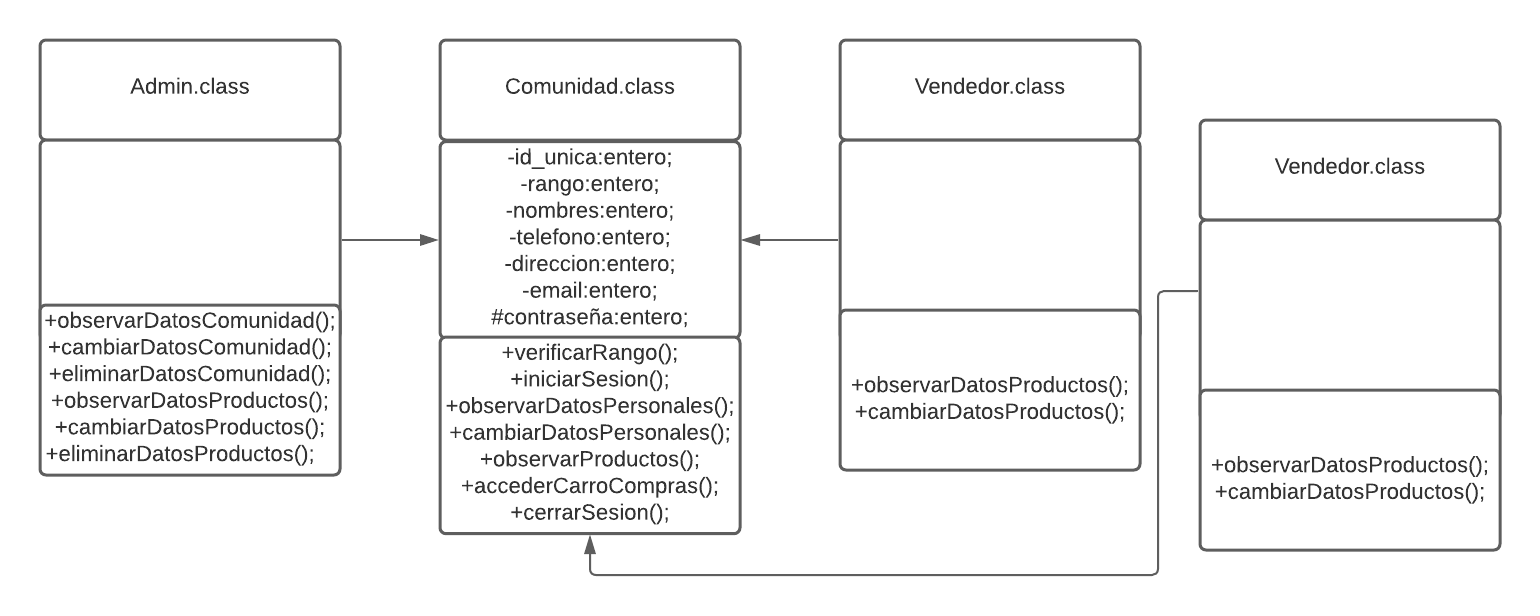 Admin.class
+observarDatosComunidad();
+cambiarDatosComunidad();
+eliminarDatosComunidad();
+observarDatosProductos();
+cambiarDatosProductos();
+eliminarDatosProductos();
Comunidad.class
-id_unica:entero;
-rango:entero;
-nombres:entero;
-telefono:entero;
-direccion:entero;
-email:entero;
#contraseña:entero;
+verificarRango();
+iniciarSesion();
+observarDatosPersonales();
+cambiarDatosPersonales();
+observarProductos();
+accederCarroCompras();
+cerrarSesion();
Vendedor.class
+observarDatosProductos();
+cambiarDatosProductos();
Vendedor.class
+observarDatosProductos();
+cambiarDatosProductos();